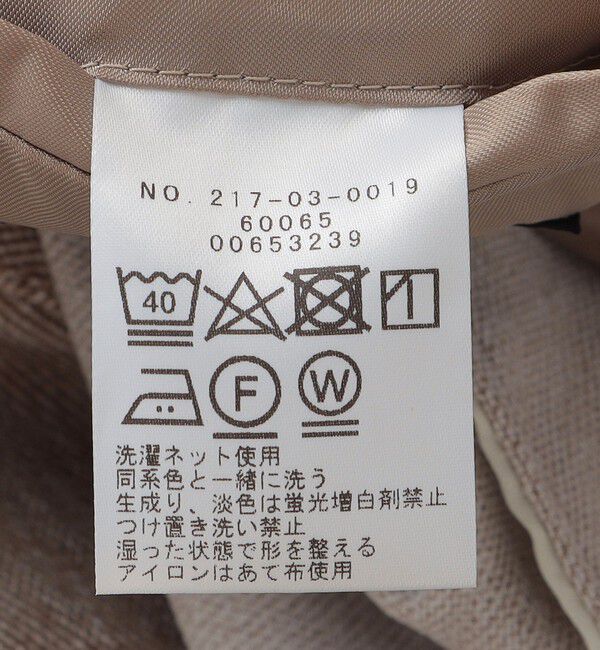 NO. 217-03-0019
60065
00653239
40
F W
洗濯ネット使用
同系色と一緒に洗う
生成り、淡色は蛍光増白剤禁止
つけ置き洗い禁止
湿った状態で形を整える
アイロンはあて布使用